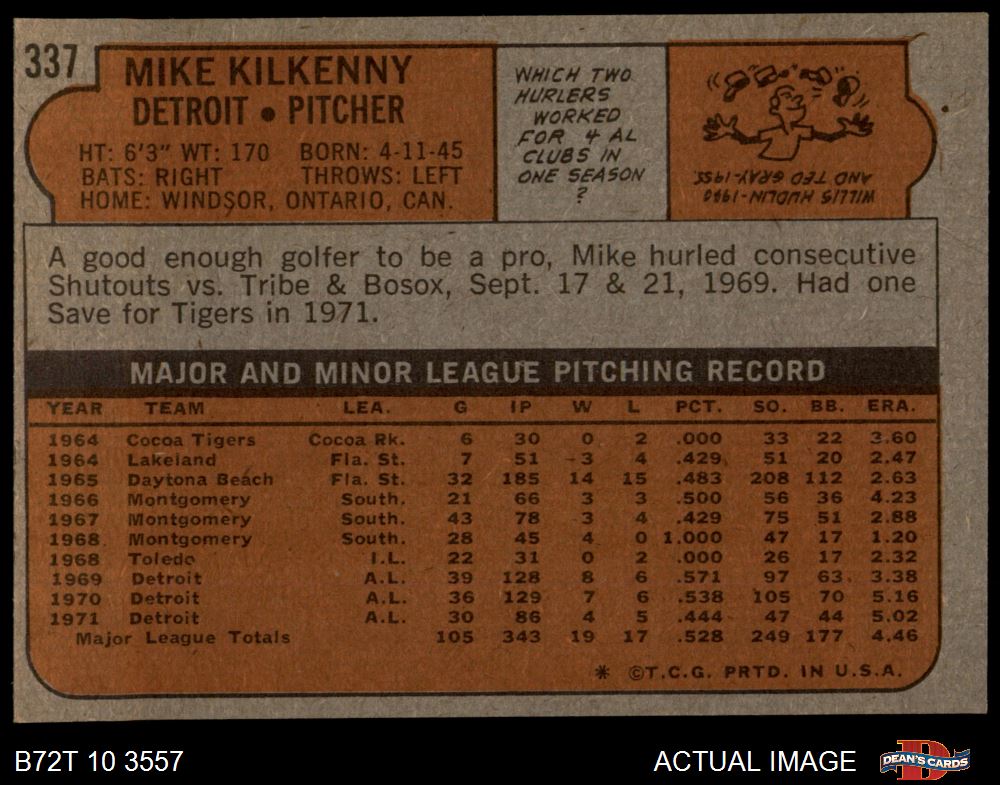 337
MIKE KILKENNY
DETROIT • PITCHER
HT: 6'3" WT: 170 BORN: 4-11-45
BATS: RIGHT THROWS: LEFT
HOME: WINDSOR, ONTARIO, CAN.
WHICH TWO
HURLERS
WORKED
FOR 4 AL
CLUBS IN
ONE SEASON
?
WILLIS HUDLIN-1940
AND TED GRAY-1955.
A good enough golfer to be a pro, Mike hurled consecutive
Shutouts vs. Tribe & Bosox, Sept. 17 & 21, 1969. Had one
Save for Tigers in 1971.
MAJOR AND MINOR LEAGUE PITCHING RECORD
YEAR TEAM LEA. G IP W L PCT. SO. BB. ERA.
1964 Cocoa Tigers Cocoa Rk. 6 30 0 2 .000 33 22 3.60
1964 Lakeland Fla. St. 7 51 3 4 .429 51 20 2.47
1965 Daytona Beach Fla. St. 32 185 14 15 .483 208 112 2.63
1966 Montgomery South. 21 66 3 3 .500 56 36 4.23
1967 Montgomery South. 43 78 3 4 .429 75 51 2.88
1968 Montgomery South. 28 45 4 0 1.000 47 17 1.20
1968 Toledo I.L. 22 31 0 2 .000 26 17 2.32
1969 Detroit A.L. 39 128 8 6 .571 97 63 3.38
1970 Detroit A.L. 36 129 7 6 .538 105 70 5.16
1971 Detroit A.L. 30 86 4 5 .444 47 44 5.02
Major League Totals 105 343 19 17 .528 249 177 4.46
* ©T.C.G. PRTD. IN U.S.A.
B72T 10 3557 ACTUAL IMAGE D DEAN'S CARDS